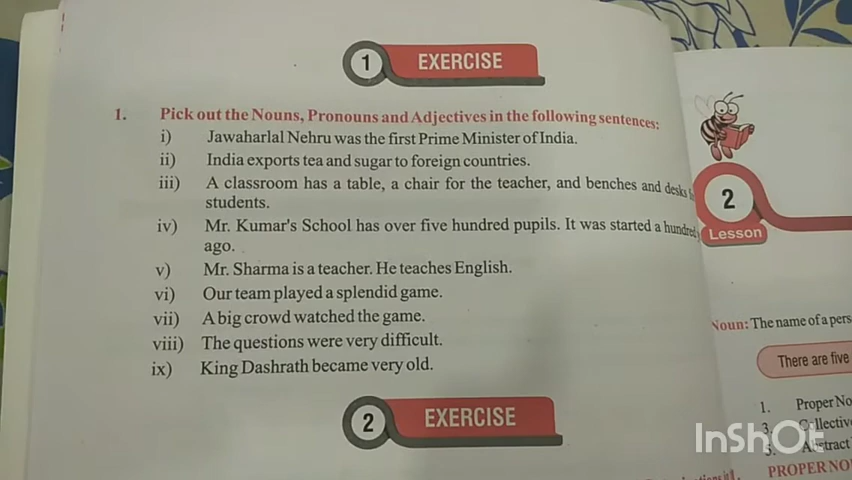 1 EXERCISE
1. Pick out the Nouns, Pronouns and Adjectives in the following sentences:
i) Jawaharlal Nehru was the first Prime Minister of India.
ii) India exports tea and sugar to foreign countries.
iii) A classroom has a table, a chair for the teacher, and benches and desks
students.
iv) Mr. Kumar's School has over five hundred pupils. It was started a hundred
ago.
v) Mr. Sharma is a teacher. He teaches English.
vi) Our team played a splendid game.
vii) A big crowd watched the game.
viii) The questions were very difficult.
ix) King Dashrath became very old.
2 EXERCISE
2
Lesson
Noun: The name of a pers
There are five
1. Proper No
3. Collective
5. Abstract
PROPER NO
InShOt